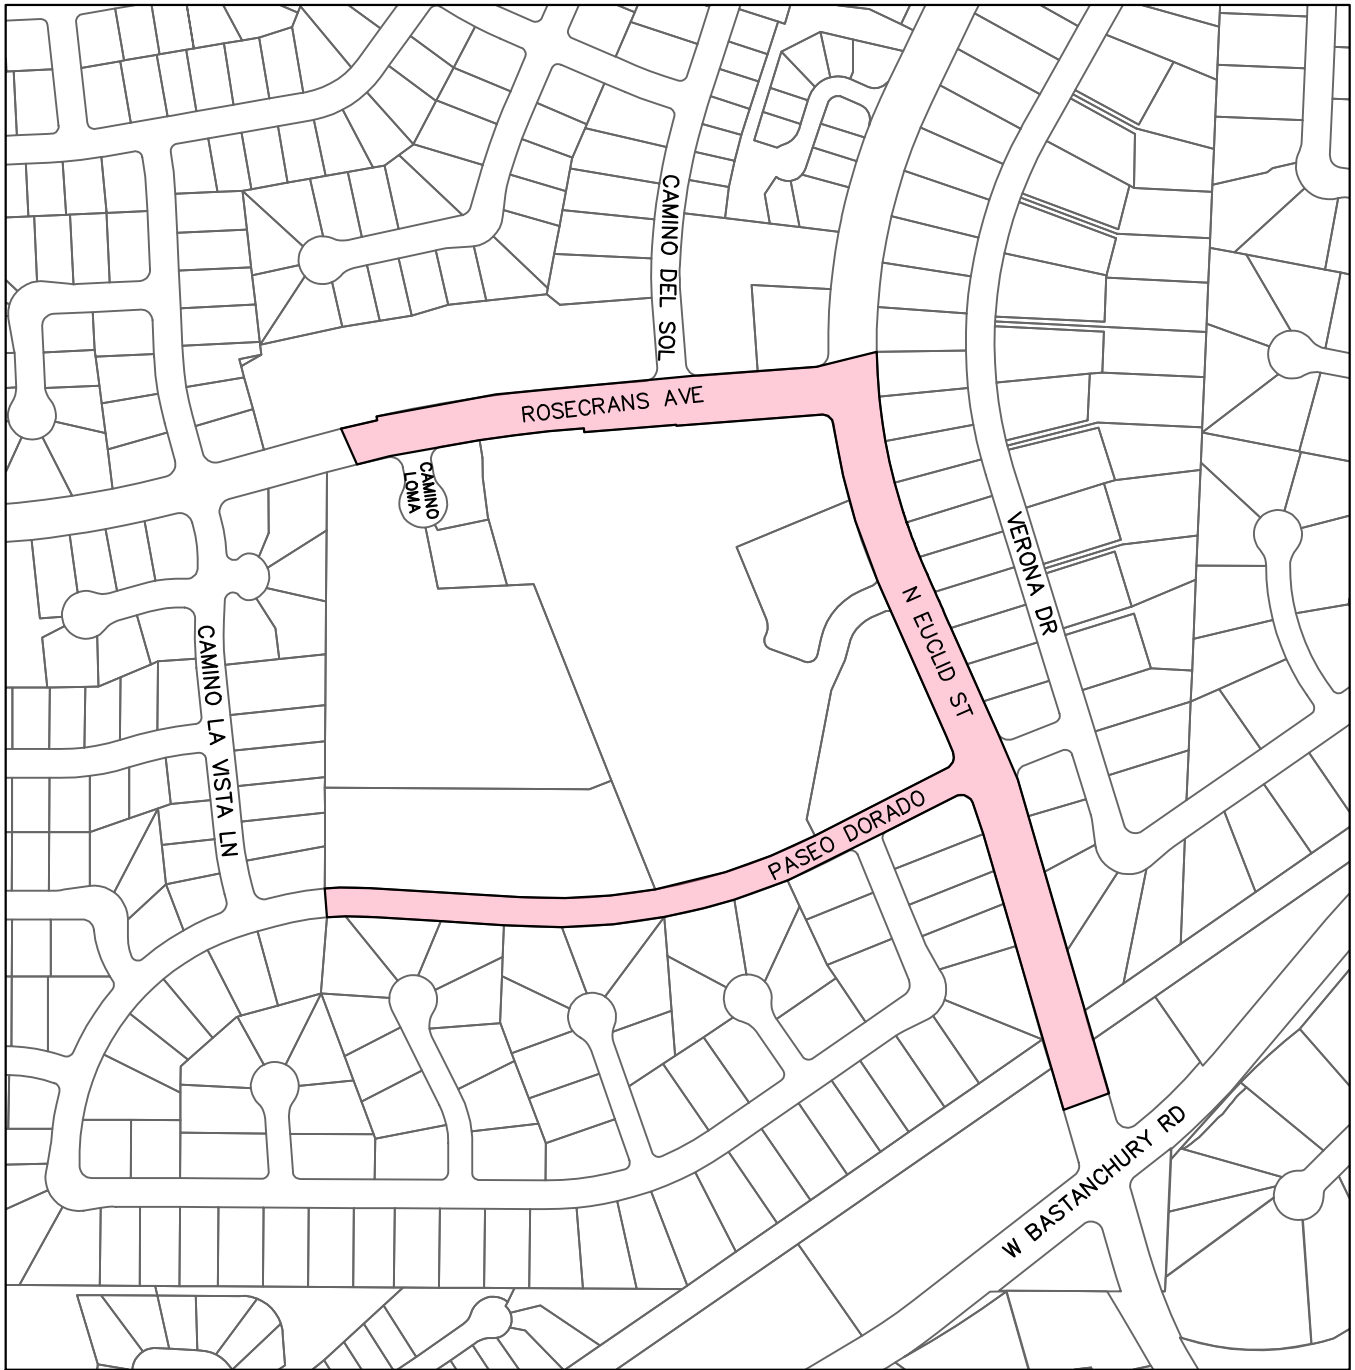 CAMINO DEL SOL
ROSECRANS AVE
CAMINO
LOMA
VERONA DR
N EUCLID ST
CAMINO LA VISTA LN
PASEO DORADO
W BASTANCHURY RD